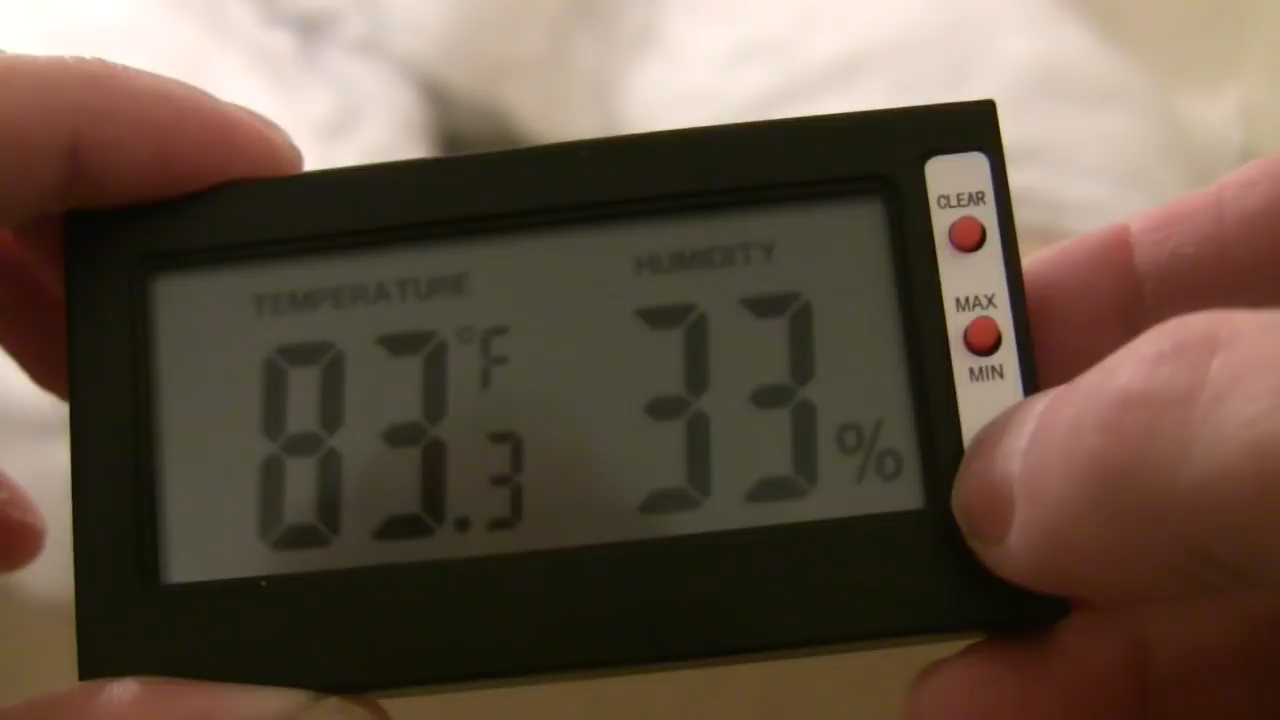 TEMPERATURE
83.3 °F
HUMIDITY
33 %
CLEAR
MAX
MIN